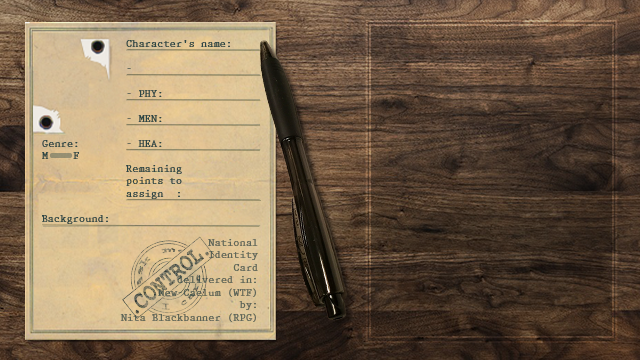 Character's name:
-
- PHY:
- MEN:
- HEA:
Genre:
M F
Remaining
points to
assign :
Background:
National
Identity
Card
delivered in:
New Caelum (WTF)
by:
Nita Blackbanner (RPG)
.CONTROL.